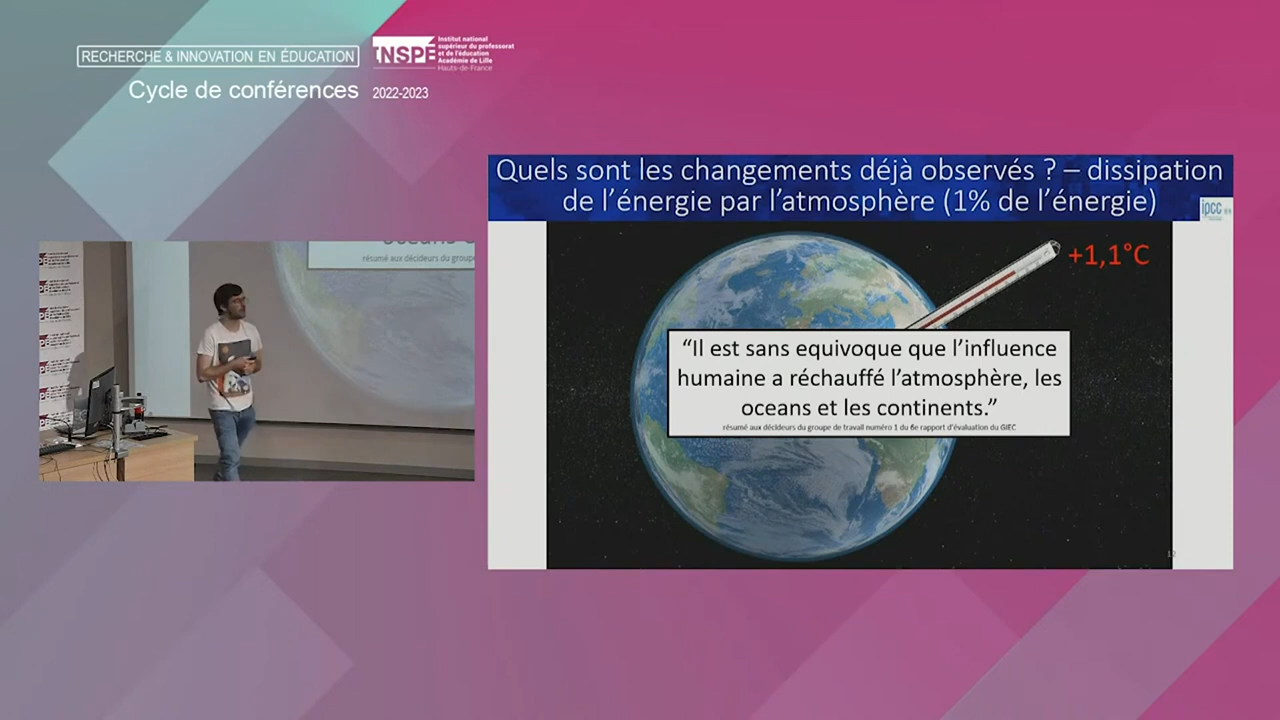 RECHERCHE & INNOVATION EN ÉDUCATION
INSPÉ
Institut national
supérieur du professorat
et de l'éducation
Académie de Lille
Hauts-de-France
Cycle de conférences 2022-2023
Quels sont les changements déjà observés ? – dissipation
de l'énergie par l'atmosphère (1% de l'énergie)
ipcc
+1,1°C
“Il est sans equivoque que l'influence
humaine a réchauffé l'atmosphère, les
oceans et les continents.”
résumé aux décideurs du groupe de travail numéro 1 du 6e rapport d'évaluation du GIEC
résumé aux décideurs du groupe